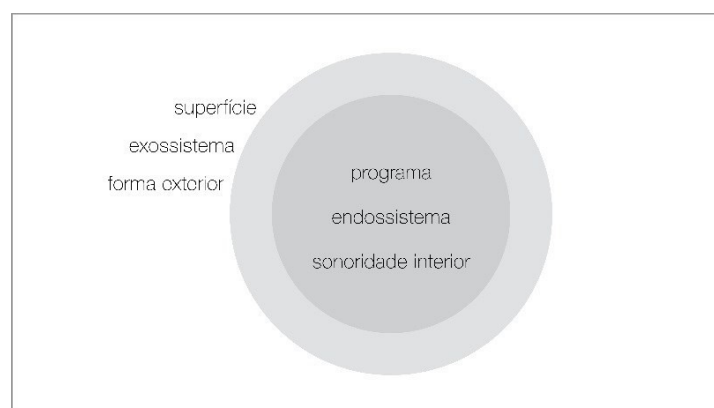 superfície
exossistema
forma exterior
programa
endossistema
sonoridade interior